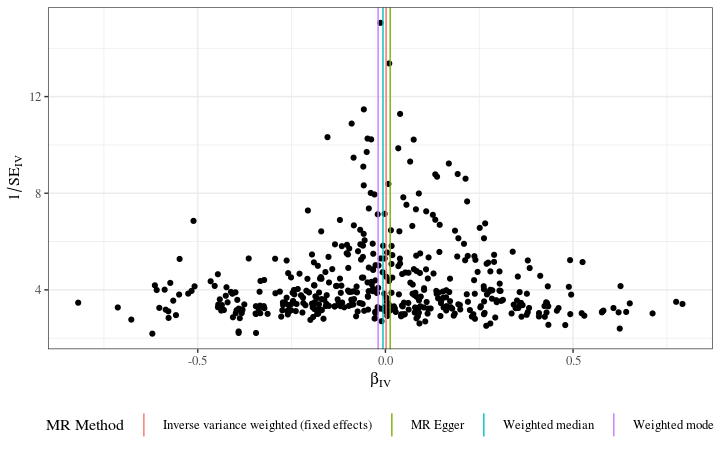 12
8
4
1/SE_IV
-0.5
0.0
0.5
β_IV
MR Method
Inverse variance weighted (fixed effects)
MR Egger
Weighted median
Weighted mode